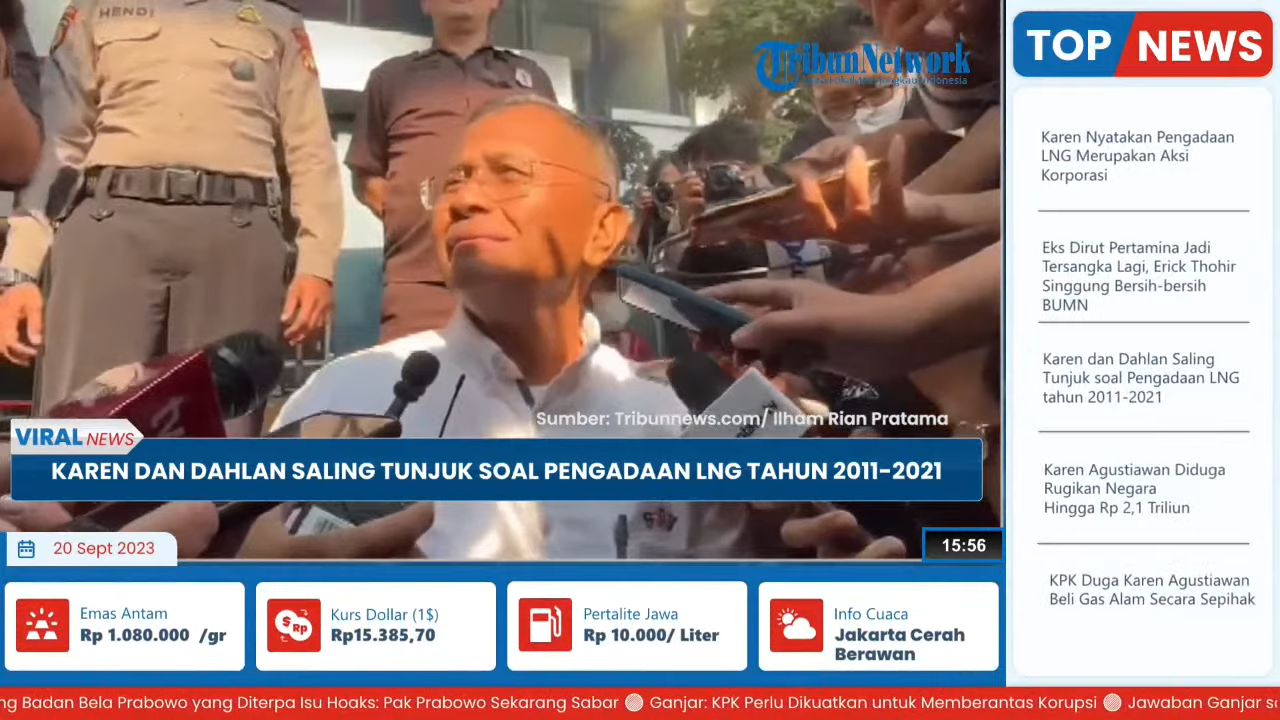 HENDI
TribunNetwork
TOP NEWS
Karen Nyatakan Pengadaan
LNG Merupakan Aksi
Korporasi
Eks Dirut Pertamina Jadi
Tersangka Lagi, Erick Thohir
Singgung Bersih-bersih
BUMN
Karen dan Dahlan Saling
Tunjuk soal Pengadaan LNG
tahun 2011-2021
Karen Agustiawan Diduga
Rugikan Negara
Hingga Rp 2,1 Triliun
KPK Duga Karen Agustiawan
Beli Gas Alam Secara Sepihak
Sumber: Tribunnews.com/ Ilham Rian Pratama
VIRAL NEWS
KAREN DAN DAHLAN SALING TUNJUK SOAL PENGADAAN LNG TAHUN 2011-2021
20 Sept 2023
15:56
Emas Antam
Rp 1.080.000 /gr
Kurs Dollar (1$)
Rp15.385,70
Pertalite Jawa
Rp 10.000/ Liter
Info Cuaca
Jakarta Cerah
Berawan
ng Badan Bela Prabowo yang Diterpa Isu Hoaks: Pak Prabowo Sekarang Sabar Ganjar: KPK Perlu Dikuatkan untuk Memberantas Korupsi Jawaban Ganjar